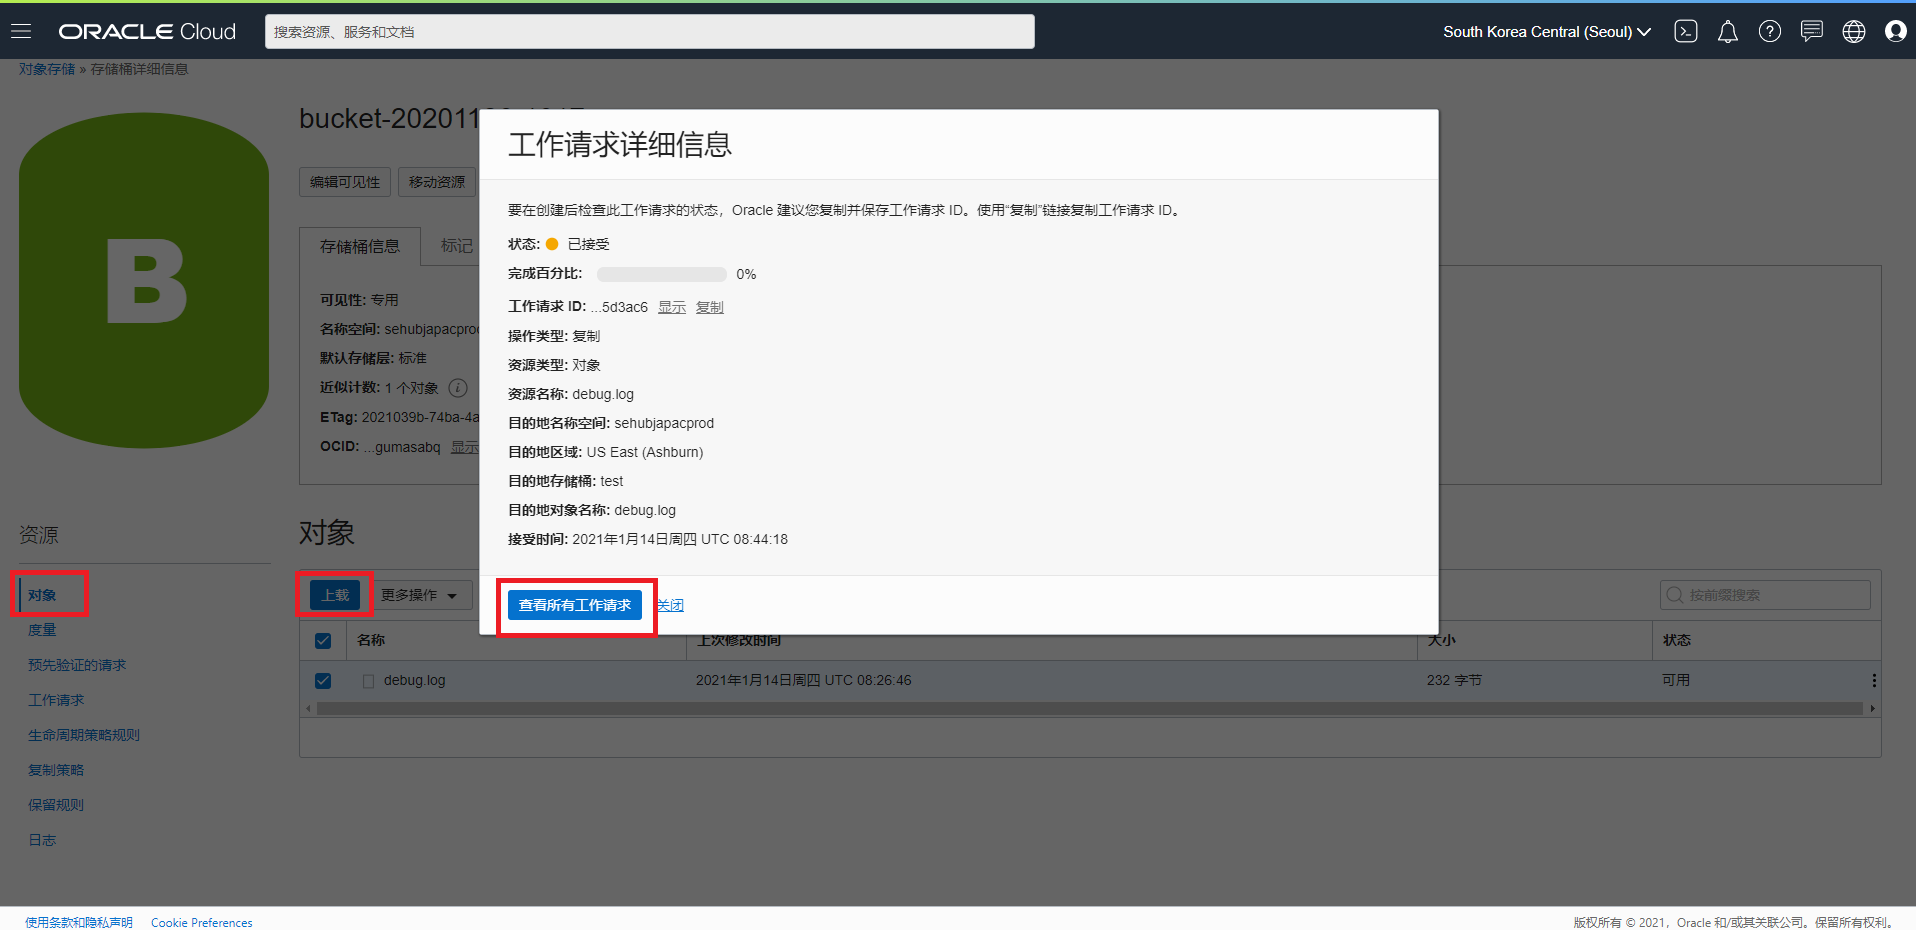 ORACLE Cloud
搜索资源、服务和文档
South Korea Central (Seoul)
对象存储 » 存储桶详细信息
B
bucket-202011
编辑可见性
移动资源
存储桶信息
标记
可见性: 专用
名称空间: sehubjapacproc
默认存储层: 标准
近似计数: 1 个对象
ETag: 2021039b-74ba-4a
OCID: ...gumasabq 显示
工作请求详细信息
要在创建后检查此工作请求的状态，Oracle 建议您复制并保存工作请求 ID。使用“复制”链接复制工作请求 ID。
状态: 已接受
完成百分比: 0%
工作请求 ID: ...5d3ac6 显示 复制
操作类型: 复制
资源类型: 对象
资源名称: debug.log
目的地名称空间: sehubjapacprod
目的地区域: US East (Ashburn)
目的地存储桶: test
目的地对象名称: debug.log
接受时间: 2021年1月14日周四 UTC 08:44:18
查看所有工作请求
关闭
资源
对象
度量
预先验证的请求
工作请求
生命周期策略规则
复制策略
保留规则
日志
对象
上载
更多操作
按前缀搜索
名称
上次修改时间
大小
状态
debug.log
2021年1月14日周四 UTC 08:26:46
232 字节
可用
使用条款和隐私声明
Cookie Preferences
版权所有 © 2021，Oracle 和/或其关联公司。保留所有权利。